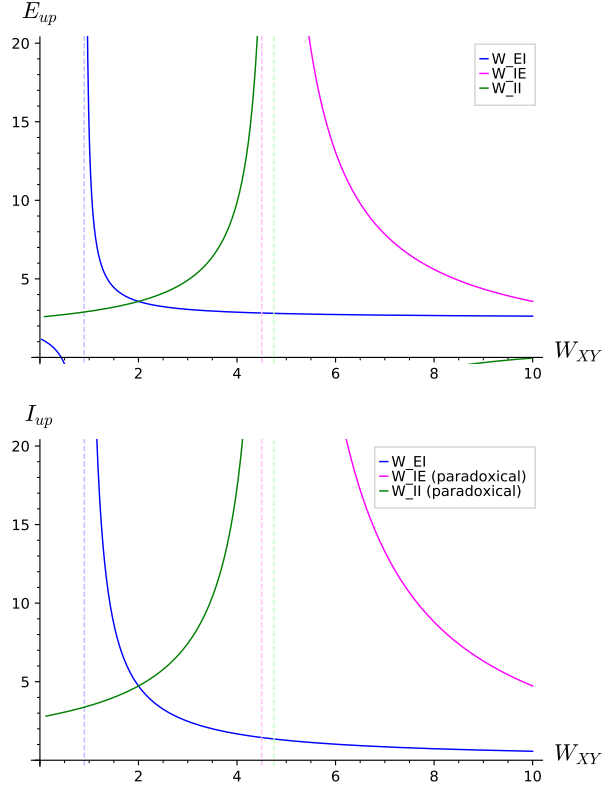 E_up
20
15
10
5
2
4
6
8
10
W_XY
W_EI
W_IE
W_II
I_up
20
15
10
5
2
4
6
8
10
W_XY
W_EI
W_IE (paradoxical)
W_II (paradoxical)